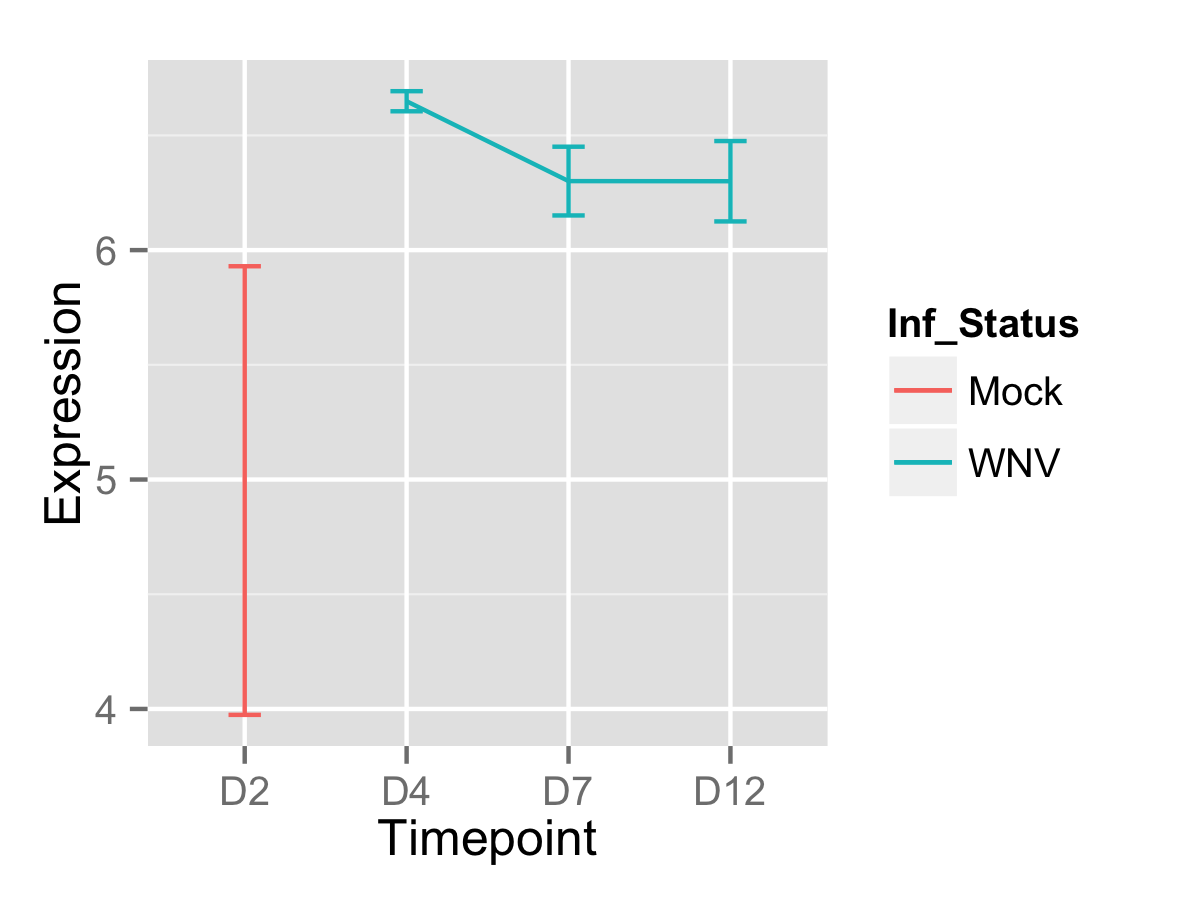 Expression
6
5
4
D2 D4 D7 D12
Timepoint
Inf_Status
Mock
WNV